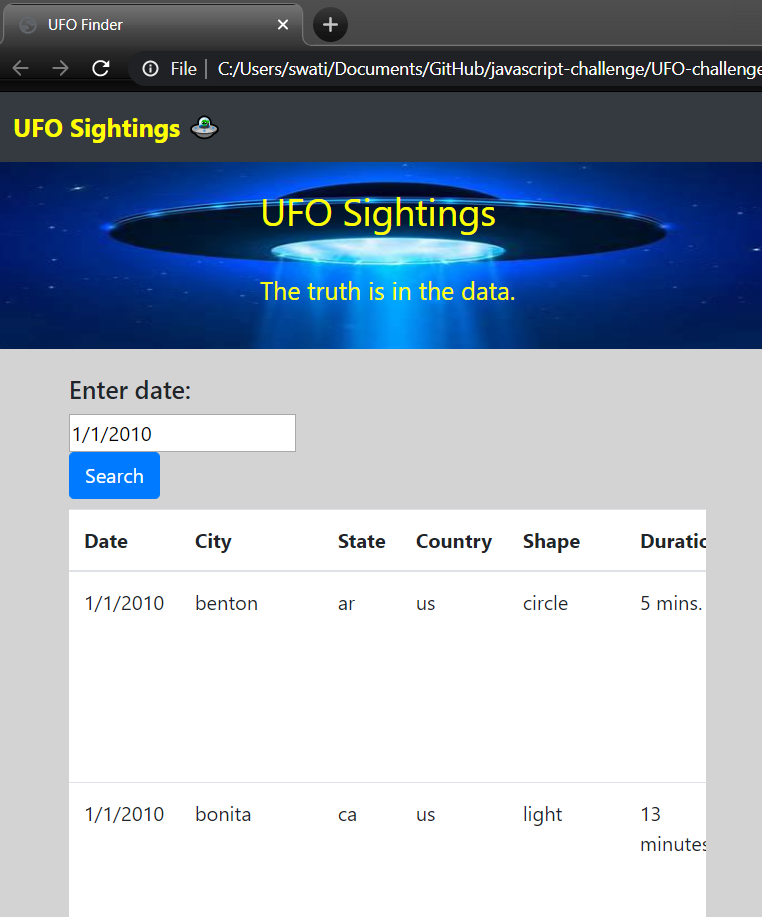 UFO Finder
File | C:/Users/swati/Documents/GitHub/javascript-challenge/UFO-challenge
UFO Sightings
UFO Sightings
The truth is in the data.
Enter date:
1/1/2010
Search
Date City State Country Shape Duratio
1/1/2010 benton ar us circle 5 mins.
1/1/2010 bonita ca us light 13
minutes